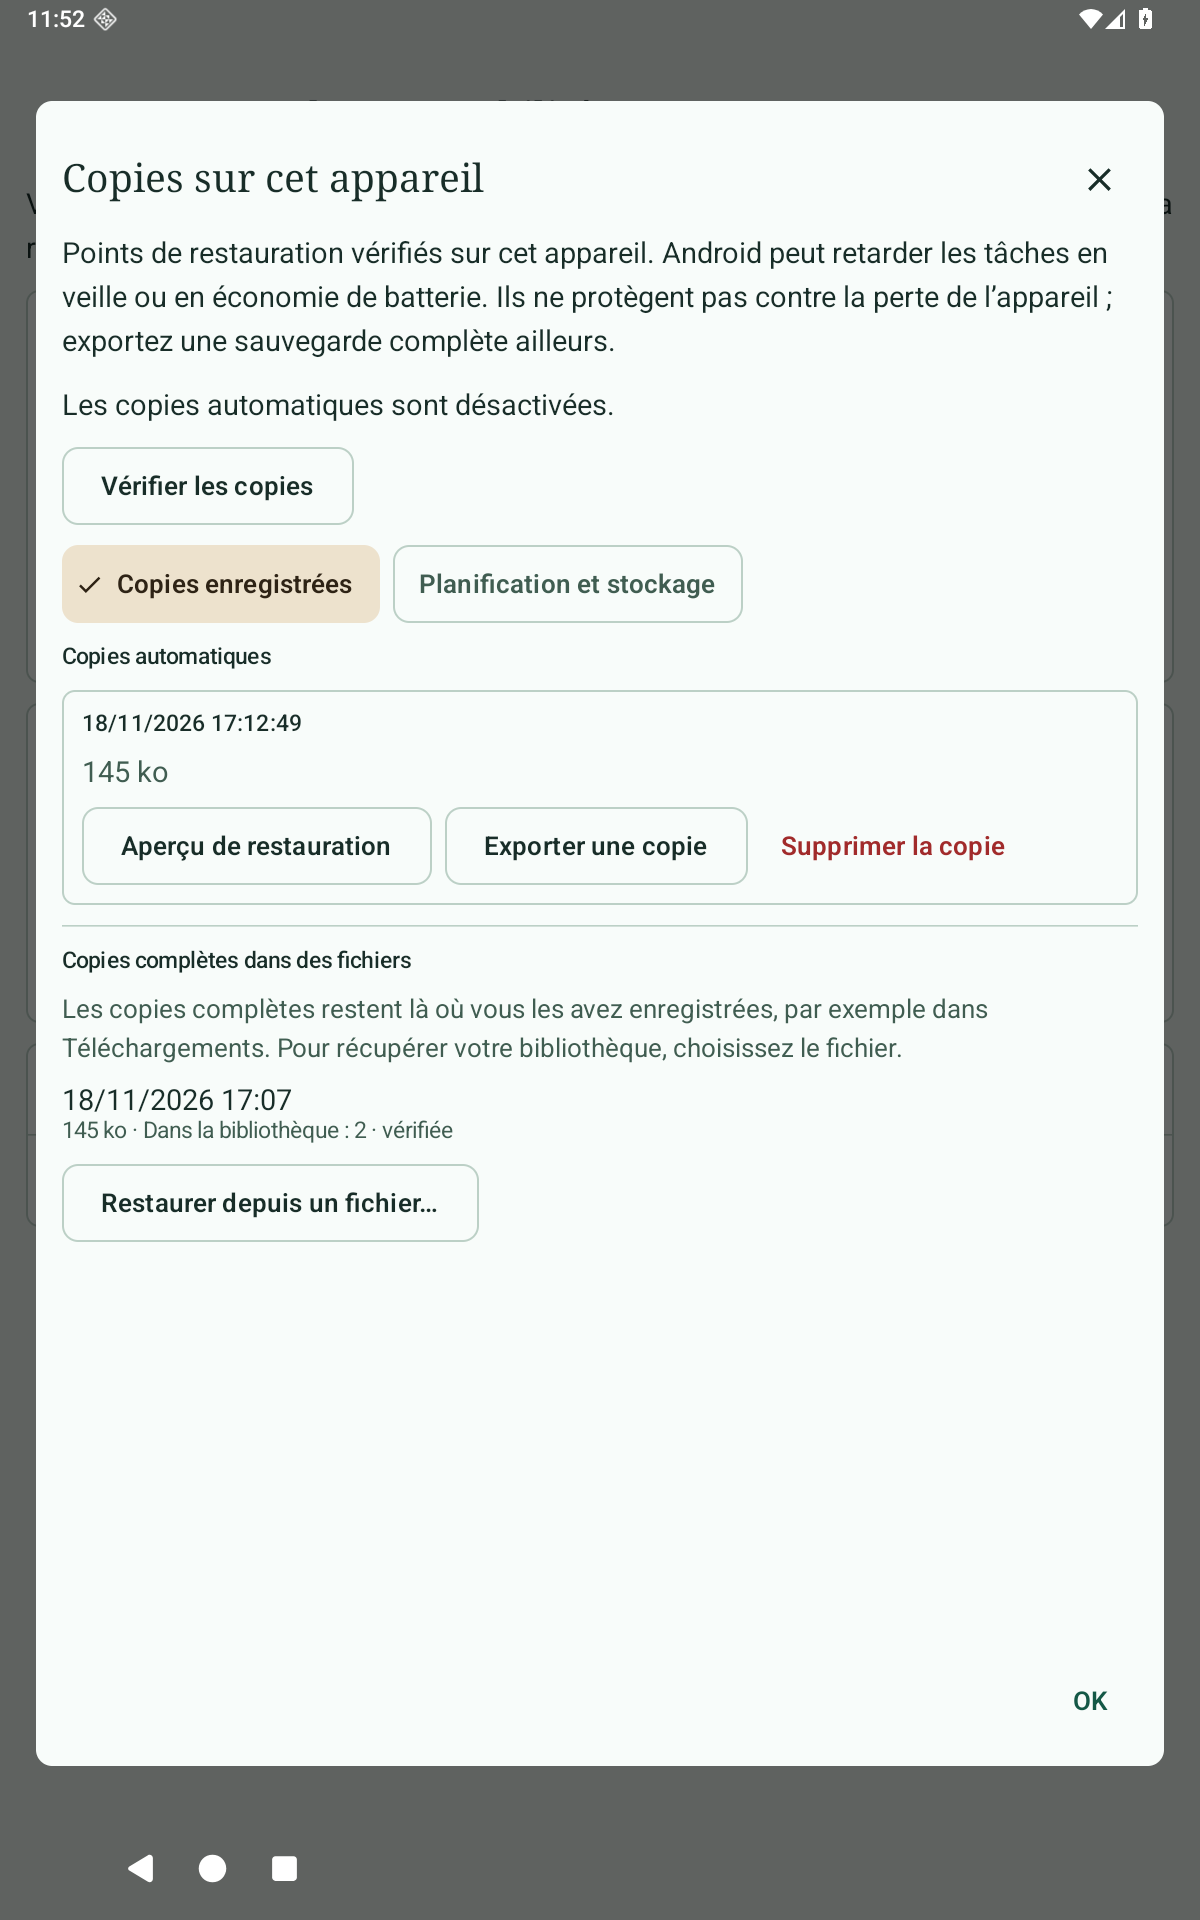 11:52
Copies sur cet appareil
Points de restauration vérifiés sur cet appareil. Android peut retarder les tâches en
veille ou en économie de batterie. Ils ne protègent pas contre la perte de l’appareil ;
exportez une sauvegarde complète ailleurs.
Les copies automatiques sont désactivées.
Vérifier les copies
Copies enregistrées
Planification et stockage
Copies automatiques
18/11/2026 17:12:49
145 ko
Aperçu de restauration
Exporter une copie
Supprimer la copie
Copies complètes dans des fichiers
Les copies complètes restent là où vous les avez enregistrées, par exemple dans
Téléchargements. Pour récupérer votre bibliothèque, choisissez le fichier.
18/11/2026 17:07
145 ko · Dans la bibliothèque : 2 · vérifiée
Restaurer depuis un fichier…
OK